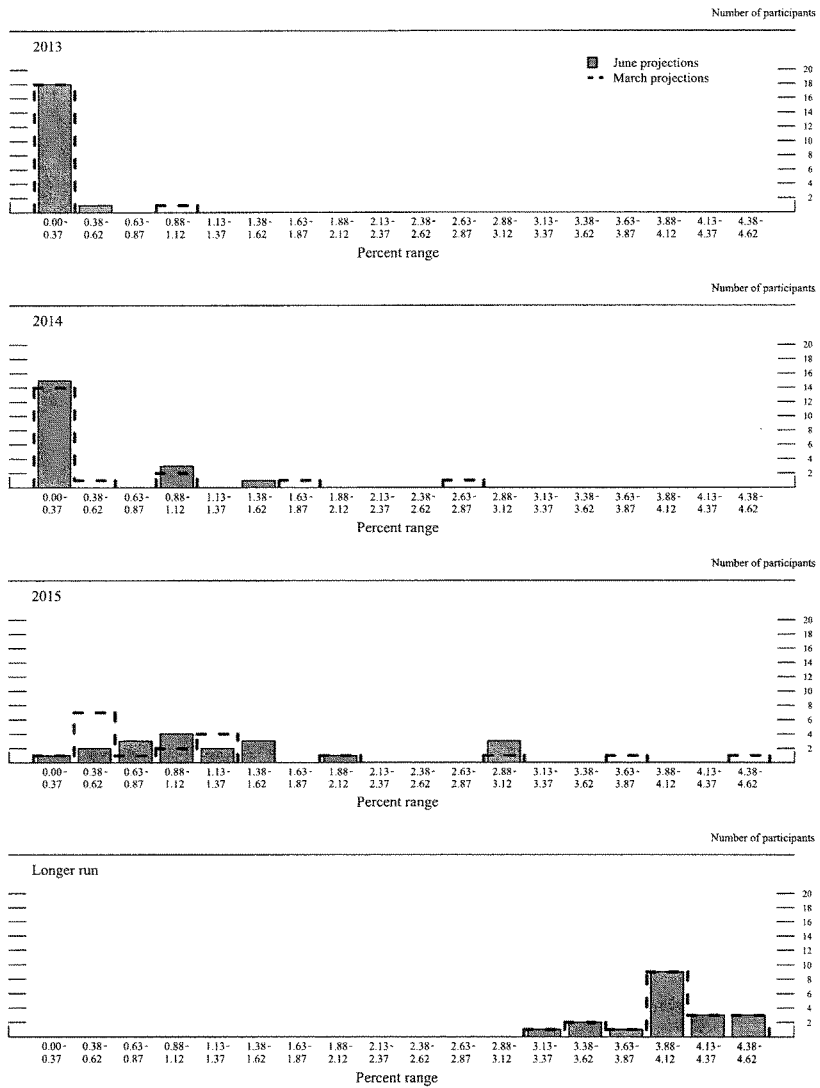 Number of participants
2013
June projections
March projections
20
18
16
14
12
10
8
6
4
2
0.00- 0.38- 0.63- 0.88- 1.13- 1.38- 1.63- 1.88- 2.13- 2.38- 2.63- 2.88- 3.13- 3.38- 3.63- 3.88- 4.13- 4.38-
0.37 0.62 0.87 1.12 1.37 1.62 1.87 2.12 2.37 2.62 2.87 3.12 3.37 3.62 3.87 4.12 4.37 4.62
Percent range
Number of participants
2014
20
18
16
14
12
10
8
6
4
2
0.00- 0.38- 0.63- 0.88- 1.13- 1.38- 1.63- 1.88- 2.13- 2.38- 2.63- 2.88- 3.13- 3.38- 3.63- 3.88- 4.13- 4.38-
0.37 0.62 0.87 1.12 1.37 1.62 1.87 2.12 2.37 2.62 2.87 3.12 3.37 3.62 3.87 4.12 4.37 4.62
Percent range
Number of participants
2015
20
18
16
14
12
10
8
6
4
2
0.00- 0.38- 0.63- 0.88- 1.13- 1.38- 1.63- 1.88- 2.13- 2.38- 2.63- 2.88- 3.13- 3.38- 3.63- 3.88- 4.13- 4.38-
0.37 0.62 0.87 1.12 1.37 1.62 1.87 2.12 2.37 2.62 2.87 3.12 3.37 3.62 3.87 4.12 4.37 4.62
Percent range
Number of participants
Longer run
20
18
16
14
12
10
8
6
4
2
0.00- 0.38- 0.63- 0.88- 1.13- 1.38- 1.63- 1.88- 2.13- 2.38- 2.63- 2.88- 3.13- 3.38- 3.63- 3.88- 4.13- 4.38-
0.37 0.62 0.87 1.12 1.37 1.62 1.87 2.12 2.37 2.62 2.87 3.12 3.37 3.62 3.87 4.12 4.37 4.62
Percent range